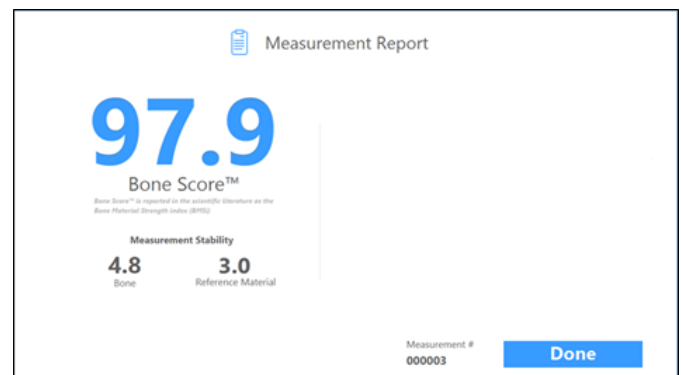 Measurement Report
97.9
Bone Score™
Bone Score™ is reported in the scientific literature as the
Bone Material Strength index (BMSi)
Measurement Stability
4.8 3.0
Bone Reference Material
Measurement #
000003
Done